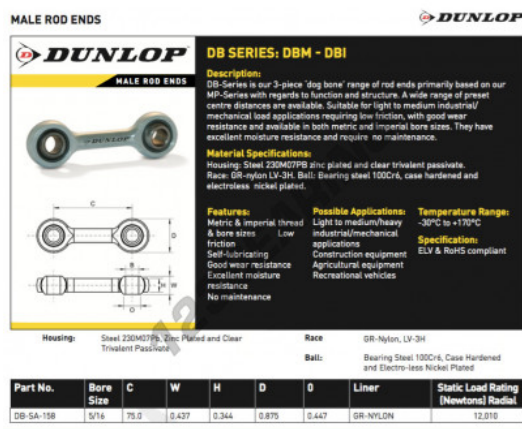 MALE ROD ENDS
DUNLOP
DUNLOP
MALE ROD ENDS
DB SERIES: DBM - DBI
Description:
DB-Series is our 3-piece 'dog bone' range of rod ends primarily based on our
MP-Series with regards to function and structure. A wide range of preset
centre distances are available. Suitable for light to medium industrial/
mechanical load applications requiring low friction, with good wear
resistance and available in both metric and imperial bore sizes. They have
excellent moisture resistance and require no maintenance.
Material Specifications:
Housing: Steel 230M07PB zinc plated and clear trivalent passivate.
Race: GR-nylon LV-3H. Ball: Bearing steel 100Cr6, case hardened and
electroless nickel plated.
Features:
Metric & imperial thread
& bore sizes Low
friction
Self-lubricating
Good wear resistance
Excellent moisture
resistance
No maintenance
Possible Applications:
Light to medium/heavy
industrial/mechanical
applications
Construction equipment
Agricultural equipment
Recreational vehicles
Temperature Range:
-30°C to +170°C
Specification:
ELV & RoHS compliant
C
D
B
H
W
O
Housing: Steel 230M07Pb, Zinc Plated and Clear
Trivalent Passivate
Race GR-Nylon, LV-3H
Ball: Bearing Steel 100Cr6, Case Hardened
and Electro-less Nickel Plated
Part No. Bore Size C W H D 0 Liner Static Load Rating (Newtons) Radial
DB-SA-158 5/16 75.0 0.437 0.344 0.875 0.447 GR-NYLON 12,010